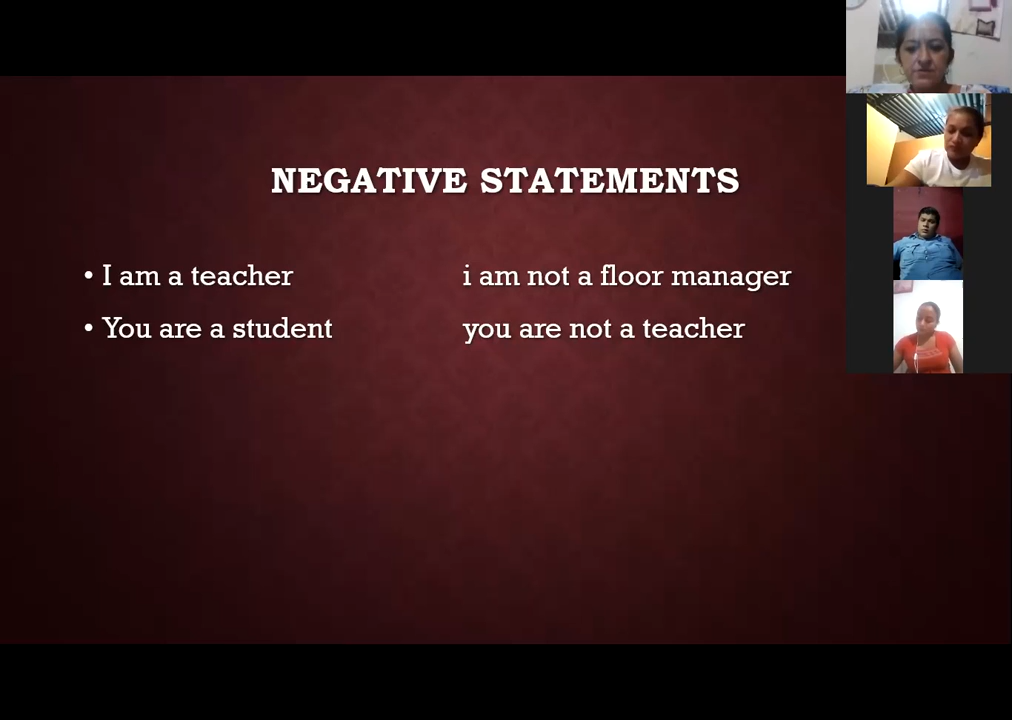 NEGATIVE STATEMENTS
• I am a teacher i am not a floor manager
• You are a student you are not a teacher